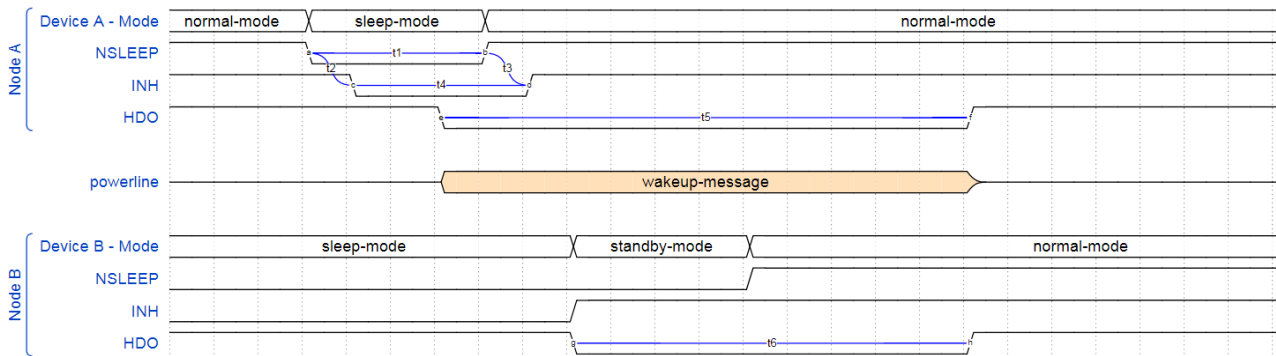 Node A
Device A - Mode normal-mode sleep-mode normal-mode
NSLEEP a t1 b
t2 t3
INH c t4 d
HDO e t5 f
powerline wakeup-message
Node B
Device B - Mode sleep-mode standby-mode normal-mode
NSLEEP
INH
HDO g t6 h